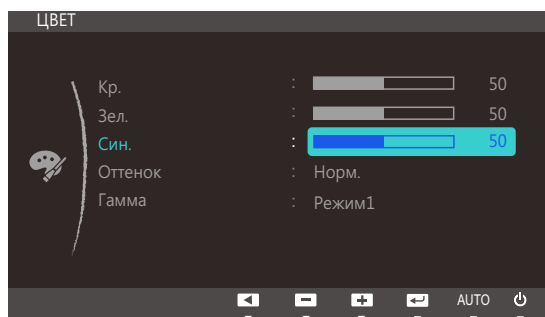 ЦВЕТ
Кр. : 50
Зел. : 50
Син. : 50
Оттенок : Норм.
Гамма : Режим1
AUTO